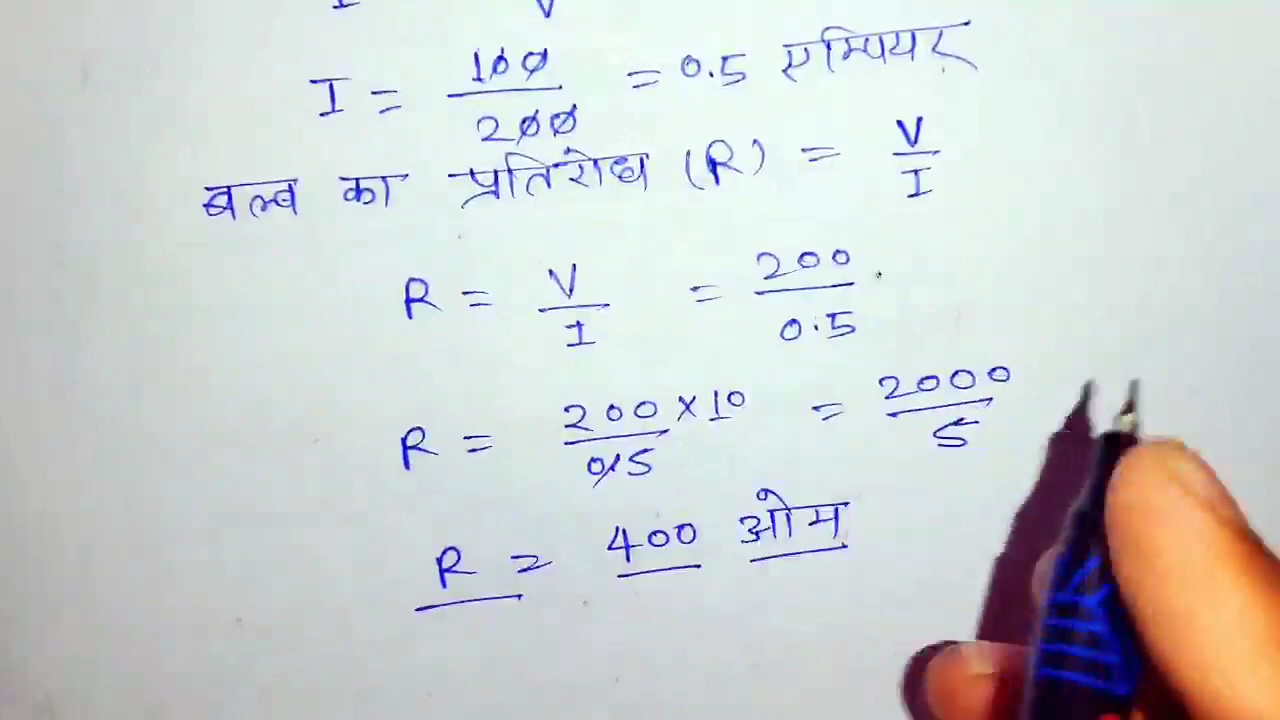 I V
I = 100/200 = 0.5 एम्पियर
बल्ब का प्रतिरोध (R) = V/I
R = V/I = 200/0.5
R = 200×10/0.5 = 2000/5
R = 400 ओम